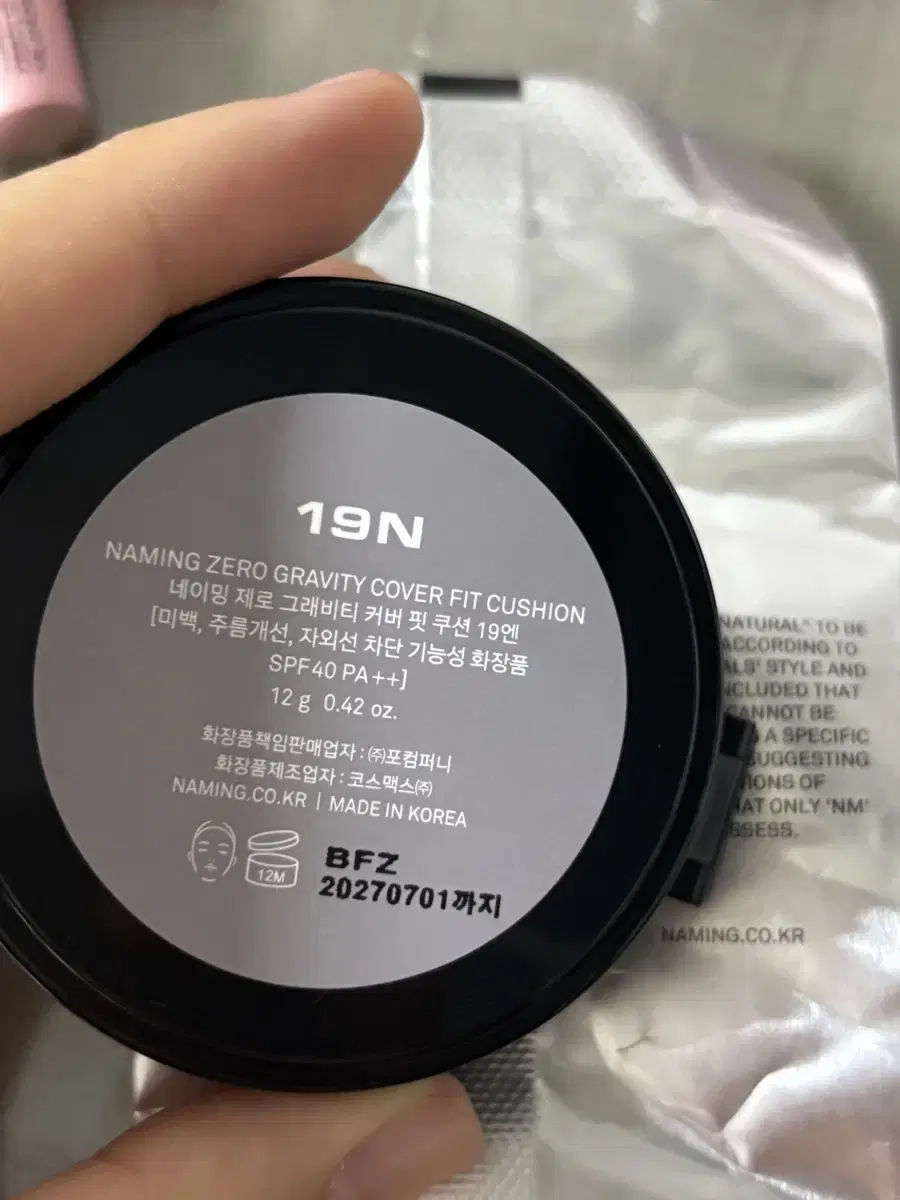 19N
NAMING ZERO GRAVITY COVER FIT CUSHION
네이밍 제로 그래비티 커버 핏 쿠션 19엔
[미백, 주름개선, 자외선 차단 기능성 화장품
SPF40 PA++]
12 g 0.42 oz.
화장품책임판매업자 : ㈜포컴퍼니
화장품제조업자 : 코스맥스㈜
NAMING.CO.KR | MADE IN KOREA
12M
BFZ
20270701까지
NATURAL" TO BE
ACCORDING TO
STYLE AND
THAT
CANNOT BE
A SPECIFIC
SUGGESTING
OF
ONLY 'NM'
NAMING.CO.KR